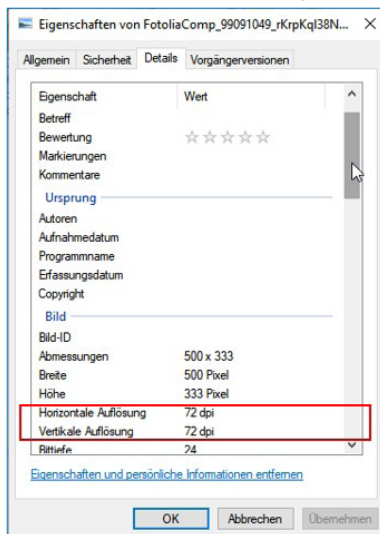 Eigenschaften von FotoliaComp_99091049_rKrpKqI38N...
Allgemein Sicherheit Details Vorgängerversionen
Eigenschaft Wert
Betreff
Bewertung
Markierungen
Kommentare
Ursprung
Autoren
Aufnahmedatum
Programmname
Erfassungsdatum
Copyright
Bild
Bild-ID
Abmessungen 500 x 333
Breite 500 Pixel
Höhe 333 Pixel
Horizontale Auflösung 72 dpi
Vertikale Auflösung 72 dpi
Bittiefe 24
Eigenschaften und persönliche Informationen entfernen
OK Abbrechen Übernehmen